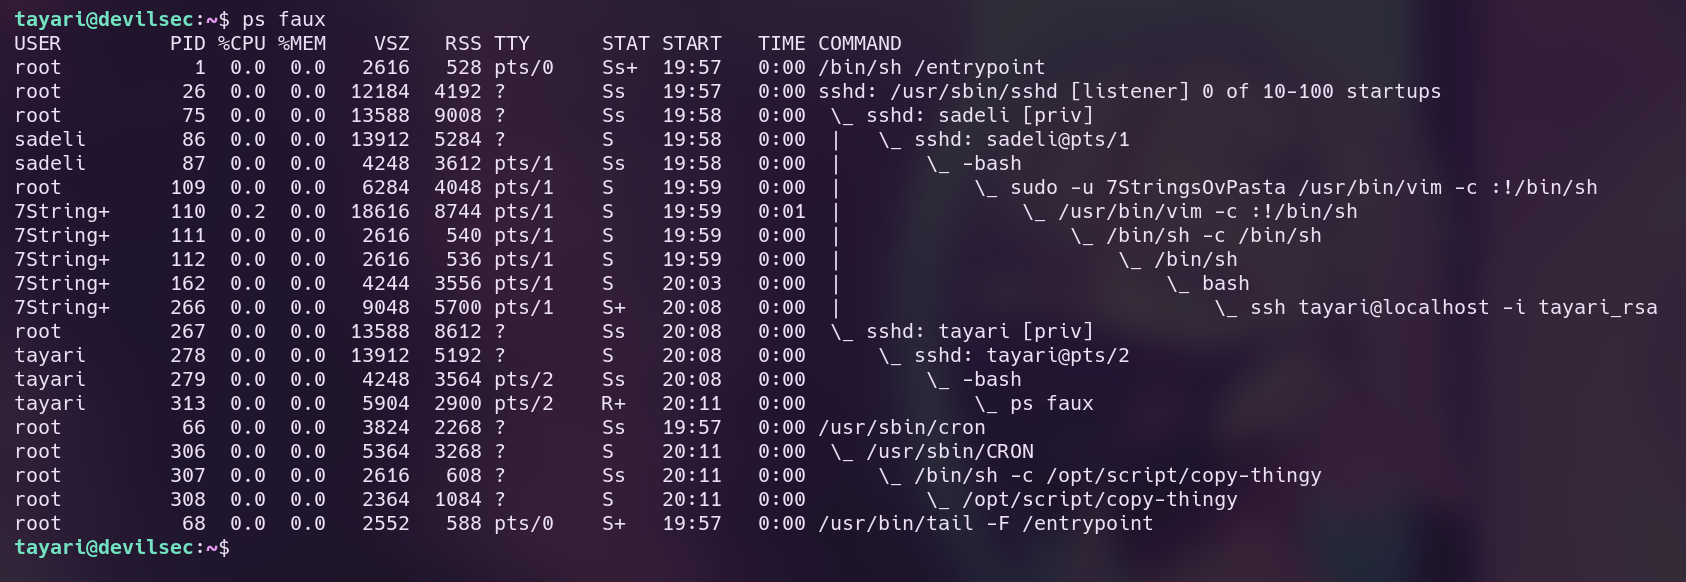 tayari@devilsec:~$ ps faux
USER         PID %CPU %MEM    VSZ   RSS TTY      STAT START   TIME COMMAND
root           1  0.0  0.0   2616   528 pts/0    Ss+  19:57   0:00 /bin/sh /entrypoint
root          26  0.0  0.0  12184  4192 ?        Ss   19:57   0:00 sshd: /usr/sbin/sshd [listener] 0 of 10-100 startups
root          75  0.0  0.0  13588  9008 ?        Ss   19:58   0:00  \_ sshd: sadeli [priv]
sadeli        86  0.0  0.0  13912  5284 ?        S    19:58   0:00  |   \_ sshd: sadeli@pts/1
sadeli        87  0.0  0.0   4248  3612 pts/1    Ss   19:58   0:00  |       \_ -bash
root         109  0.0  0.0   6284  4048 pts/1    S    19:59   0:00  |           \_ sudo -u 7StringsOvPasta /usr/bin/vim -c :!/bin/sh
7String+     110  0.2  0.0  18616  8744 pts/1    S    19:59   0:01  |               \_ /usr/bin/vim -c :!/bin/sh
7String+     111  0.0  0.0   2616   540 pts/1    S    19:59   0:00  |                   \_ /bin/sh -c /bin/sh
7String+     112  0.0  0.0   2616   536 pts/1    S    19:59   0:00  |                       \_ /bin/sh
7String+     162  0.0  0.0   4244  3556 pts/1    S    20:03   0:00  |                           \_ bash
7String+     266  0.0  0.0   9048  5700 pts/1    S+   20:08   0:00  |                               \_ ssh tayari@localhost -i tayari_rsa
root         267  0.0  0.0  13588  8612 ?        Ss   20:08   0:00  \_ sshd: tayari [priv]
tayari       278  0.0  0.0  13912  5192 ?        S    20:08   0:00      \_ sshd: tayari@pts/2
tayari       279  0.0  0.0   4248  3564 pts/2    Ss   20:08   0:00          \_ -bash
tayari       313  0.0  0.0   5904  2900 pts/2    R+   20:11   0:00              \_ ps faux
root          66  0.0  0.0   3824  2268 ?        Ss   19:57   0:00 /usr/sbin/cron
root         306  0.0  0.0   5364  3268 ?        S    20:11   0:00  \_ /usr/sbin/CRON
root         307  0.0  0.0   2616   608 ?        Ss   20:11   0:00      \_ /bin/sh -c /opt/script/copy-thingy
root         308  0.0  0.0   2364  1084 ?        S    20:11   0:00          \_ /opt/script/copy-thingy
root          68  0.0  0.0   2552   588 pts/0    S+   19:57   0:00 /usr/bin/tail -F /entrypoint
tayari@devilsec:~$